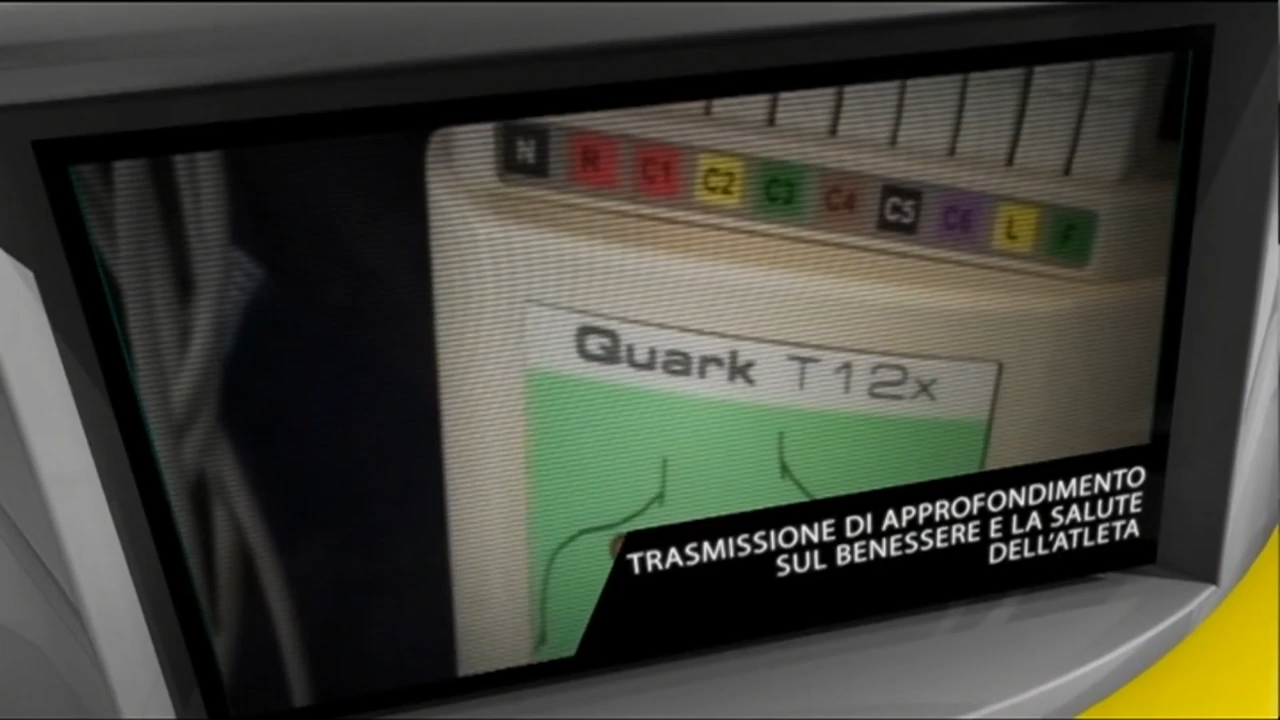 N R C1 C2 C3 C4 C5 C6 L F
Quark T12x
TRASMISSIONE DI APPROFONDIMENTO
SUL BENESSERE E LA SALUTE
DELL'ATLETA